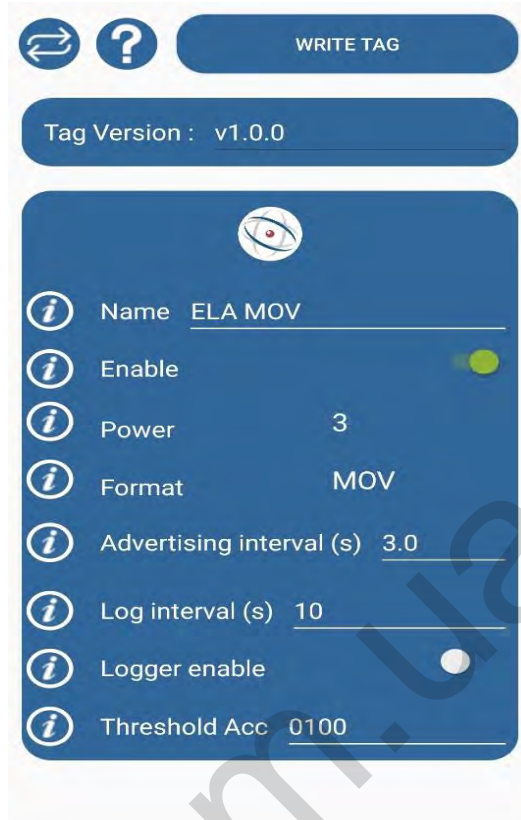 WRITE TAG
Tag Version : v1.0.0
Name ELA MOV
Enable
Power 3
Format MOV
Advertising interval (s) 3.0
Log interval (s) 10
Logger enable
Threshold Acc 0100
m.ua